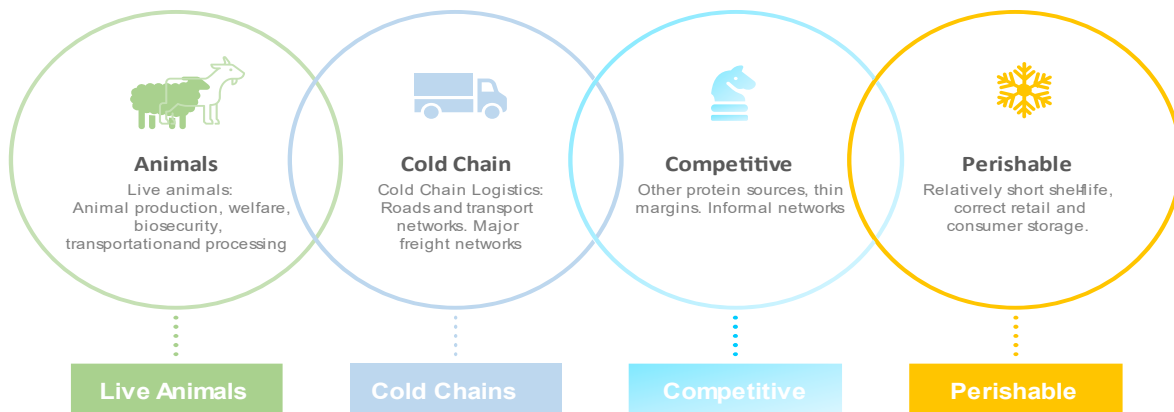 Animals
Live animals:
Animal production, welfare,
biosecurity,
transportationand processing
Cold Chain
Cold Chain Logistics:
Roads and transport
networks. Major
freight networks
Competitive
Other protein sources, thin
margins. Informal networks
Perishable
Relatively short shelf-life,
correct retail and
consumer storage.
Live Animals
Cold Chains
Competitive
Perishable